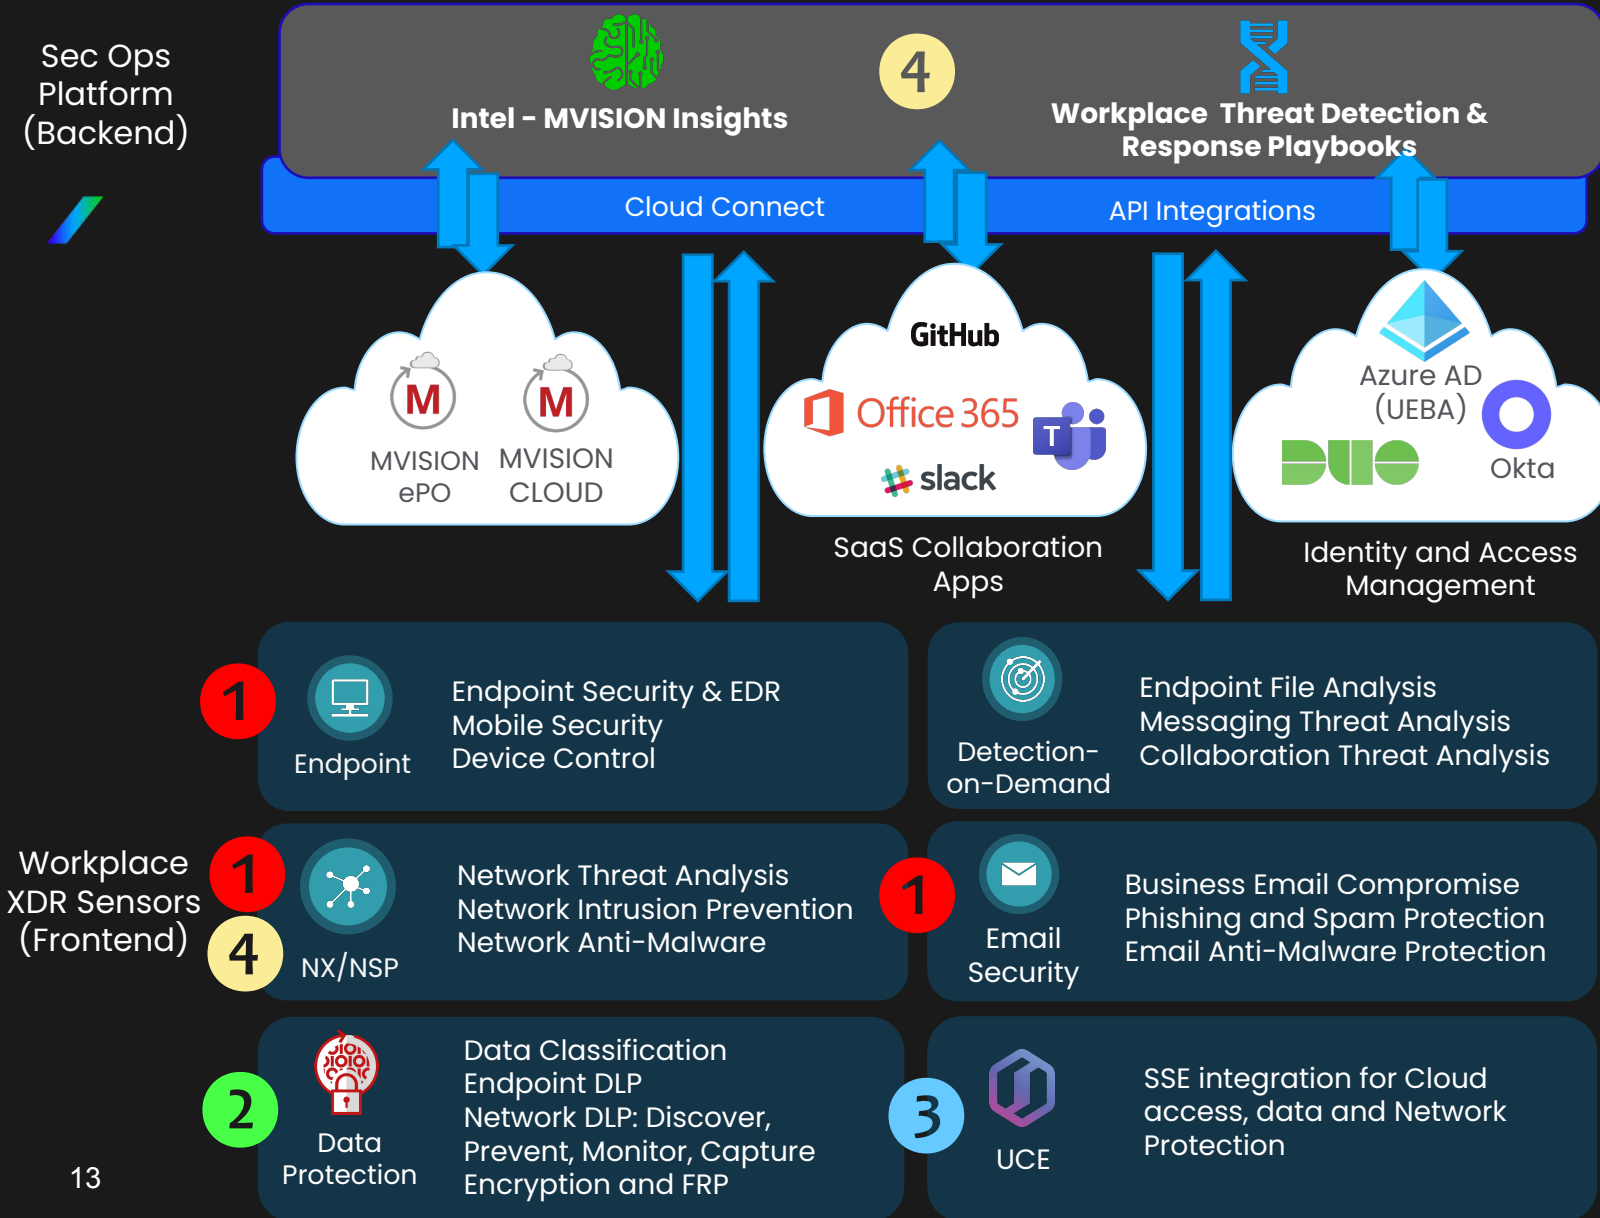 Sec Ops
Platform
(Backend)
Intel - MVISION Insights
4
Workplace  Threat Detection &
Response Playbooks
Cloud Connect
API Integrations
M
MVISION
ePO
M
MVISION
CLOUD
GitHub
Office 365
T
slack
SaaS Collaboration
Apps
Azure AD
(UEBA)
DUO
Okta
Identity and Access
Management
1
Endpoint
Endpoint Security & EDR
Mobile Security
Device Control
Detection-
on-Demand
Endpoint File Analysis
Messaging Threat Analysis
Collaboration Threat Analysis
Workplace
XDR Sensors
(Frontend)
1
4
NX/NSP
Network Threat Analysis
Network Intrusion Prevention
Network Anti-Malware
1
Email
Security
Business Email Compromise
Phishing and Spam Protection
Email Anti-Malware Protection
2
Data
Protection
Data Classification
Endpoint DLP
Network DLP: Discover,
Prevent, Monitor, Capture
Encryption and FRP
3
UCE
SSE integration for Cloud
access, data and Network
Protection
13